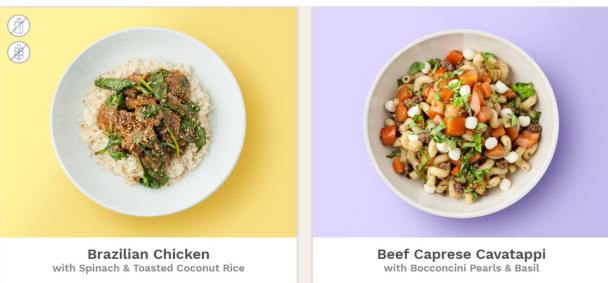 Brazilian Chicken
with Spinach & Toasted Coconut Rice
Beef Caprese Cavatappi
with Bocconcini Pearls & Basil